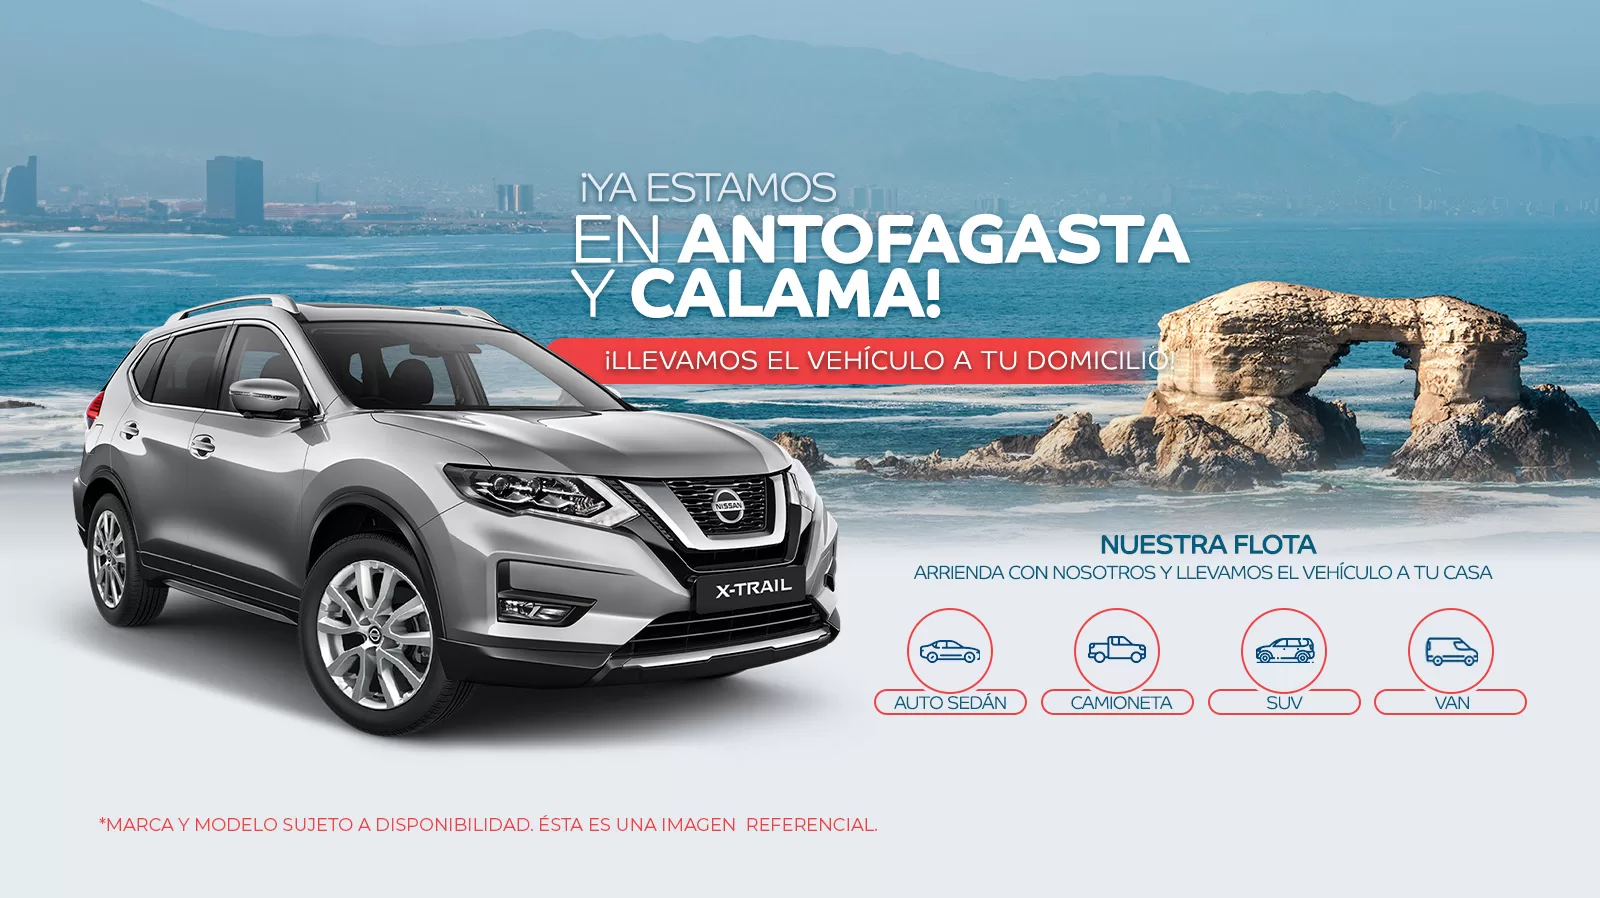 ¡YA ESTAMOS
EN ANTOFAGASTA
Y CALAMA!
¡LLEVAMOS EL VEHÍCULO A TU DOMICILIO!
NISSAN
X-TRAIL
NUESTRA FLOTA
ARRIENDA CON NOSOTROS Y LLEVAMOS EL VEHÍCULO A TU CASA
AUTO SEDÁN
CAMIONETA
SUV
VAN
*MARCA Y MODELO SUJETO A DISPONIBILIDAD. ÉSTA ES UNA IMAGEN REFERENCIAL.